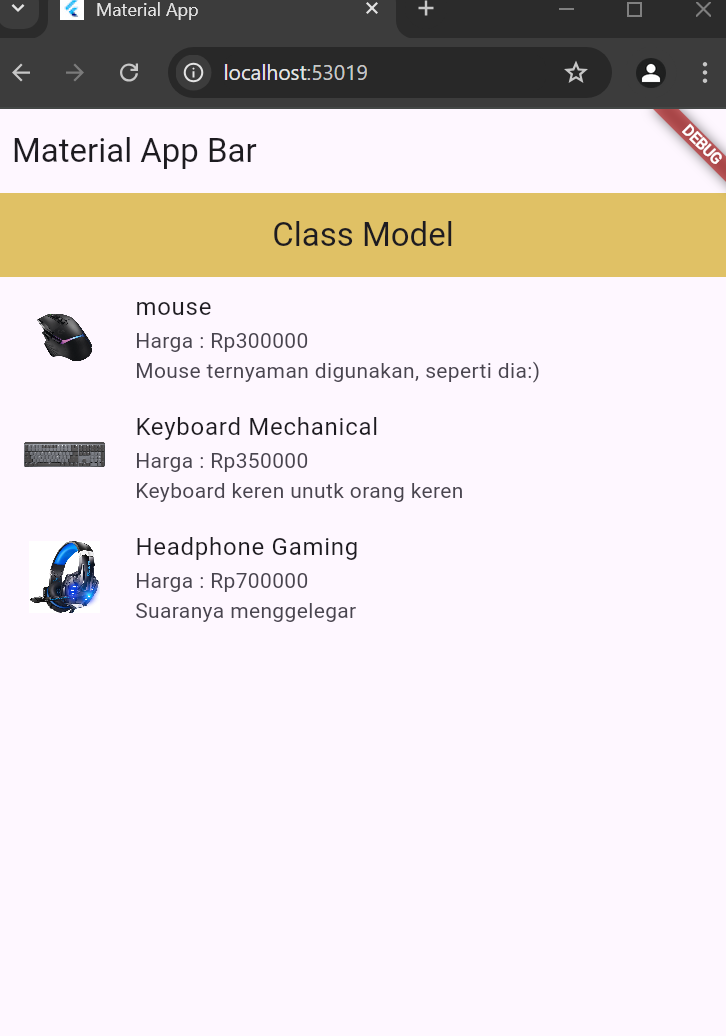 Material App
localhost:53019
Material App Bar
DEBUG
Class Model
mouse
Harga : Rp300000
Mouse ternyaman digunakan, seperti dia:)
Keyboard Mechanical
Harga : Rp350000
Keyboard keren unutk orang keren
Headphone Gaming
Harga : Rp700000
Suaranya menggelegar